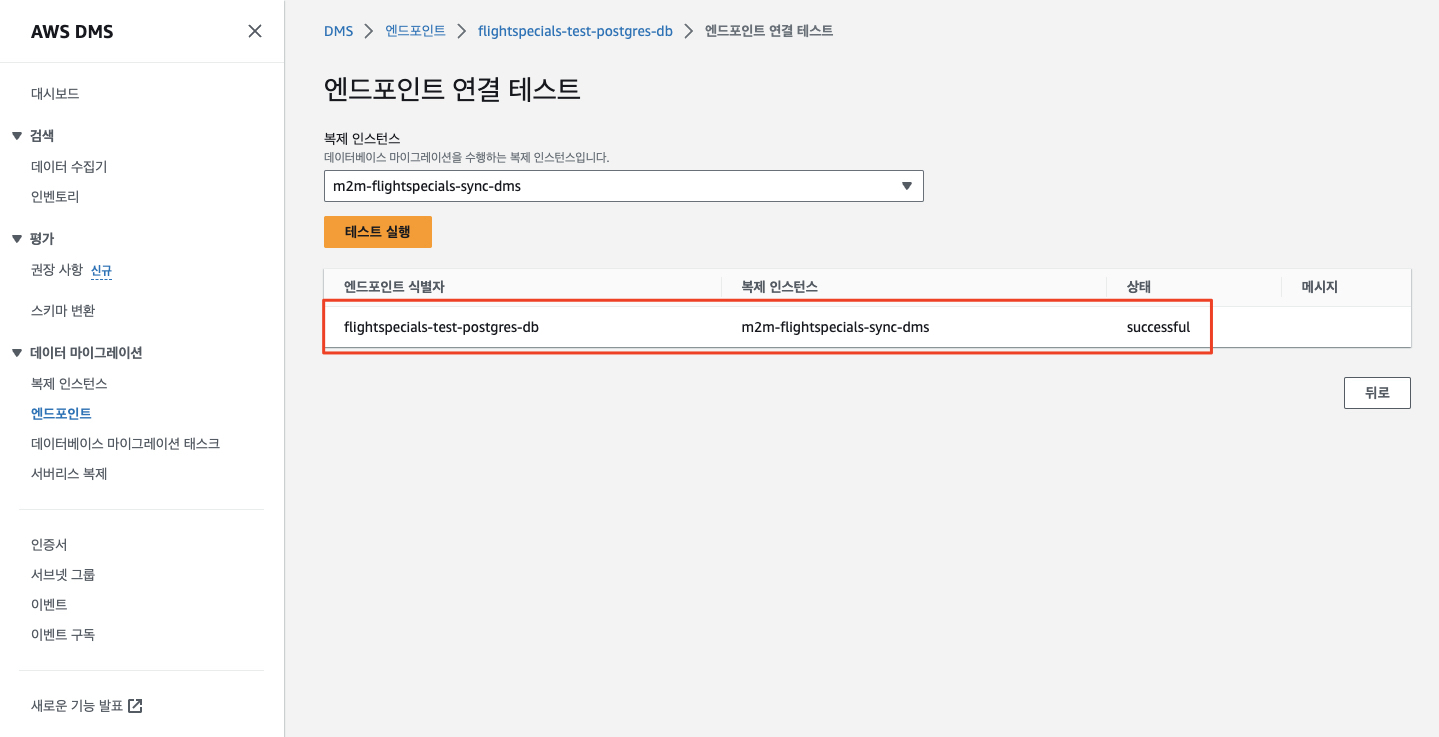 AWS DMS
대시보드
검색
데이터 수집기
인벤토리
평가
권장 사항 신규
스키마 변환
데이터 마이그레이션
복제 인스턴스
엔드포인트
데이터베이스 마이그레이션 태스크
서버리스 복제
인증서
서브넷 그룹
이벤트
이벤트 구독
새로운 기능 발표
DMS 엔드포인트 flightspecials-test-postgres-db 엔드포인트 연결 테스트
엔드포인트 연결 테스트
복제 인스턴스
데이터베이스 마이그레이션을 수행하는 복제 인스턴스입니다.
m2m-flightspecials-sync-dms
테스트 실행
엔드포인트 식별자 복제 인스턴스 상태 메시지
flightspecials-test-postgres-db m2m-flightspecials-sync-dms successful
뒤로